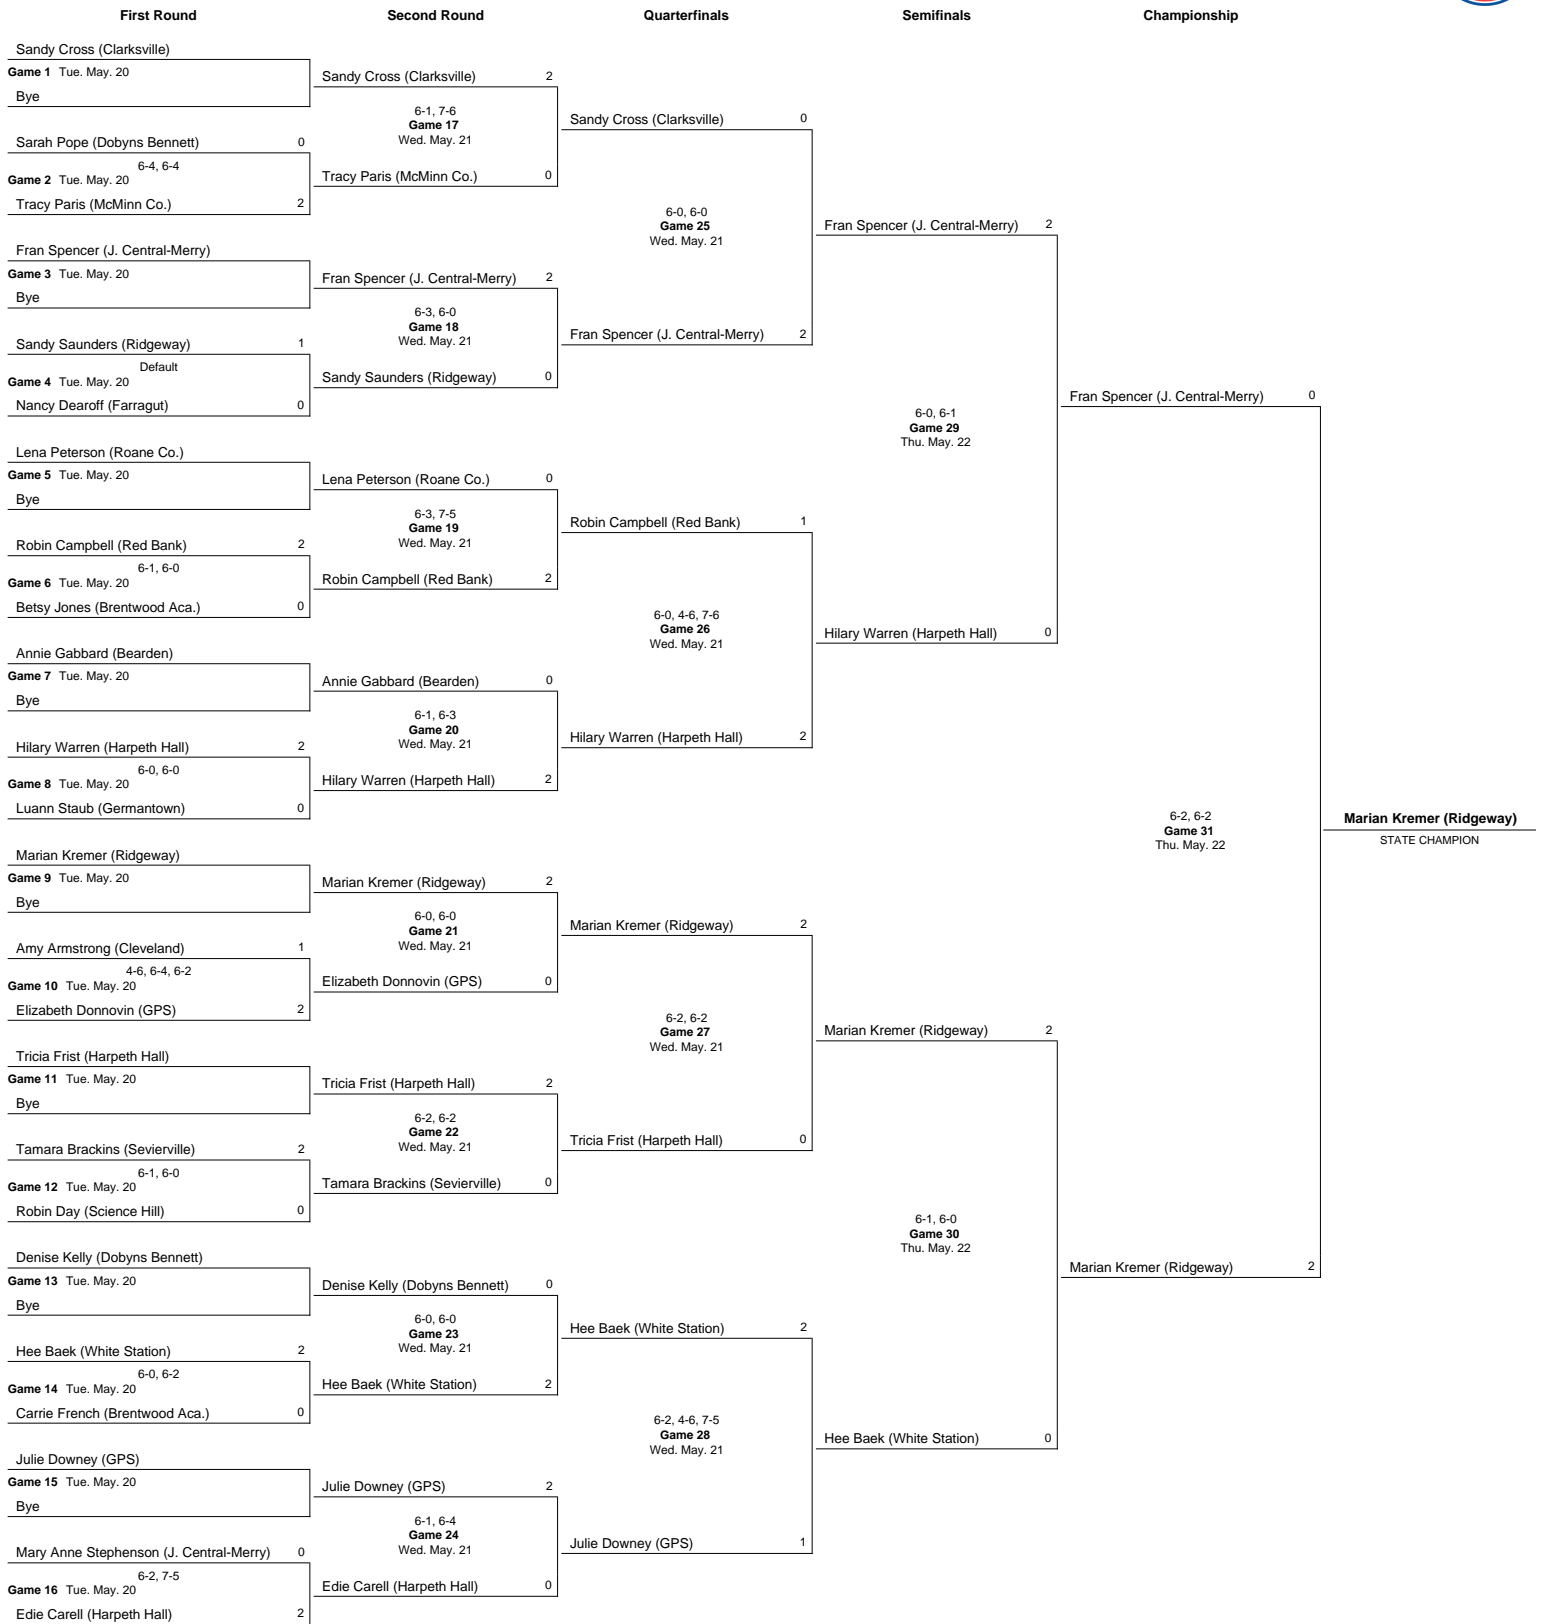 First Round
Second Round
Quarterfinals
Semifinals
Championship
Sandy Cross (Clarksville)
Game 1 Tue. May. 20
Bye
Sarah Pope (Dobyns Bennett) 0
6-4, 6-4
Game 2 Tue. May. 20
Tracy Paris (McMinn Co.) 2
Fran Spencer (J. Central-Merry)
Game 3 Tue. May. 20
Bye
Sandy Saunders (Ridgeway) 1
Default
Game 4 Tue. May. 20
Nancy Dearoff (Farragut) 0
Lena Peterson (Roane Co.)
Game 5 Tue. May. 20
Bye
Robin Campbell (Red Bank) 2
6-1, 6-0
Game 6 Tue. May. 20
Betsy Jones (Brentwood Aca.) 0
Annie Gabbard (Bearden)
Game 7 Tue. May. 20
Bye
Hilary Warren (Harpeth Hall) 2
6-0, 6-0
Game 8 Tue. May. 20
Luann Staub (Germantown) 0
Marian Kremer (Ridgeway)
Game 9 Tue. May. 20
Bye
Amy Armstrong (Cleveland) 1
4-6, 6-4, 6-2
Game 10 Tue. May. 20
Elizabeth Donnovin (GPS) 2
Tricia Frist (Harpeth Hall)
Game 11 Tue. May. 20
Bye
Tamara Brackins (Sevierville) 2
6-1, 6-0
Game 12 Tue. May. 20
Robin Day (Science Hill) 0
Denise Kelly (Dobyns Bennett)
Game 13 Tue. May. 20
Bye
Hee Baek (White Station) 2
6-0, 6-2
Game 14 Tue. May. 20
Carrie French (Brentwood Aca.) 0
Julie Downey (GPS)
Game 15 Tue. May. 20
Bye
Mary Anne Stephenson (J. Central-Merry) 0
6-2, 7-5
Game 16 Tue. May. 20
Edie Carell (Harpeth Hall) 2
Sandy Cross (Clarksville) 2
6-1, 7-6
Game 17
Wed. May. 21
Tracy Paris (McMinn Co.) 0
Fran Spencer (J. Central-Merry) 2
6-3, 6-0
Game 18
Wed. May. 21
Sandy Saunders (Ridgeway) 0
Lena Peterson (Roane Co.) 0
6-3, 7-5
Game 19
Wed. May. 21
Robin Campbell (Red Bank) 2
Annie Gabbard (Bearden) 0
6-1, 6-3
Game 20
Wed. May. 21
Hilary Warren (Harpeth Hall) 2
Marian Kremer (Ridgeway) 2
6-0, 6-0
Game 21
Wed. May. 21
Elizabeth Donnovin (GPS) 0
Tricia Frist (Harpeth Hall) 2
6-2, 6-2
Game 22
Wed. May. 21
Tamara Brackins (Sevierville) 0
Denise Kelly (Dobyns Bennett) 0
6-0, 6-0
Game 23
Wed. May. 21
Hee Baek (White Station) 2
Julie Downey (GPS) 2
6-1, 6-4
Game 24
Wed. May. 21
Edie Carell (Harpeth Hall) 0
Sandy Cross (Clarksville) 0
6-0, 6-0
Game 25
Wed. May. 21
Fran Spencer (J. Central-Merry) 2
Robin Campbell (Red Bank) 1
6-0, 4-6, 7-6
Game 26
Wed. May. 21
Hilary Warren (Harpeth Hall) 2
Marian Kremer (Ridgeway) 2
6-2, 6-2
Game 27
Wed. May. 21
Tricia Frist (Harpeth Hall) 0
Hee Baek (White Station) 2
6-2, 4-6, 7-5
Game 28
Wed. May. 21
Julie Downey (GPS) 1
Fran Spencer (J. Central-Merry) 2
6-0, 6-1
Game 29
Thu. May. 22
Hilary Warren (Harpeth Hall) 0
Marian Kremer (Ridgeway) 2
6-1, 6-0
Game 30
Thu. May. 22
Hee Baek (White Station) 0
Fran Spencer (J. Central-Merry) 0
6-2, 6-2
Game 31
Thu. May. 22
Marian Kremer (Ridgeway) 2
Marian Kremer (Ridgeway)
STATE CHAMPION